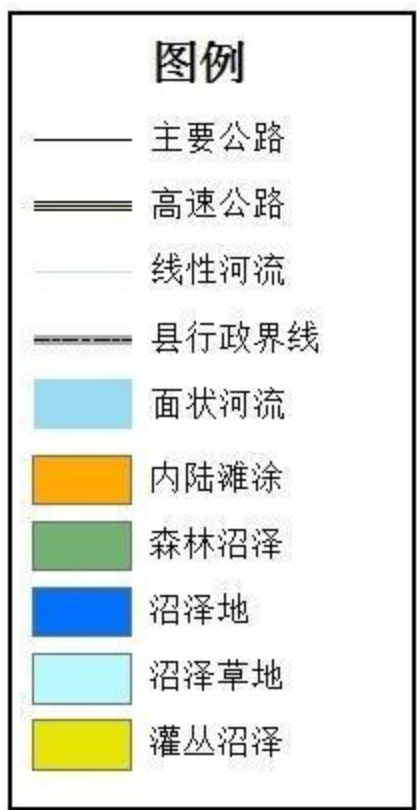 图例
主要公路
高速公路
线性河流
县行政界线
面状河流
内陆滩涂
森林沼泽
沼泽地
沼泽草地
灌丛沼泽